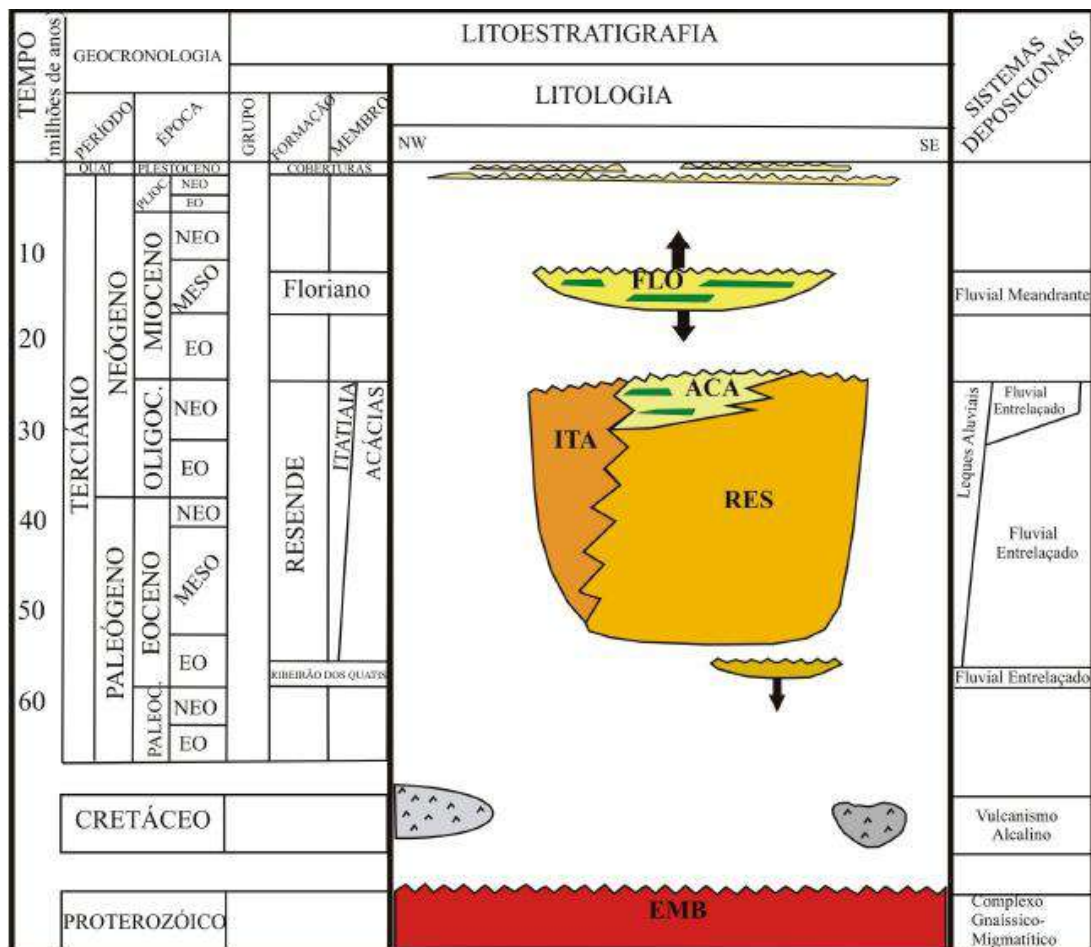 TEMPO
(milhões de anos)
GEOCRONOLOGIA
LITOESTRATIGRAFIA
SISTEMAS
DEPOSICIONAIS
PERÍODO
ÉPOCA
GRUPO
FORMAÇÃO
MEMBRO
LITOLOGIA
NW
SE
QUAT.
PLESTOCENO
COBERTURAS
TERCIÁRIO
NEÓGENO
PLIOC.
NEO
EO
10
MIOCENO
NEO
MESO
Floriano
FLO
Fluvial Meandrante
20
EO
30
OLIGOC.
NEO
EO
RESENDE
ITATIAIA
ACÁCIAS
ITA
ACA
RES
Leques Aluviais
Fluvial
Entrelaçado
Fluvial
Entrelaçado
40
PALEÓGENO
EOCENO
NEO
MESO
50
EO
RIBEIRÃO DOS QUATIS
Fluvial Entrelaçado
60
PALEOC.
NEO
EO
CRETÁCEO
Vulcanismo
Alcalino
PROTEROZÓICO
EMB
Complexo
Gnaíssico-
Migmatítico